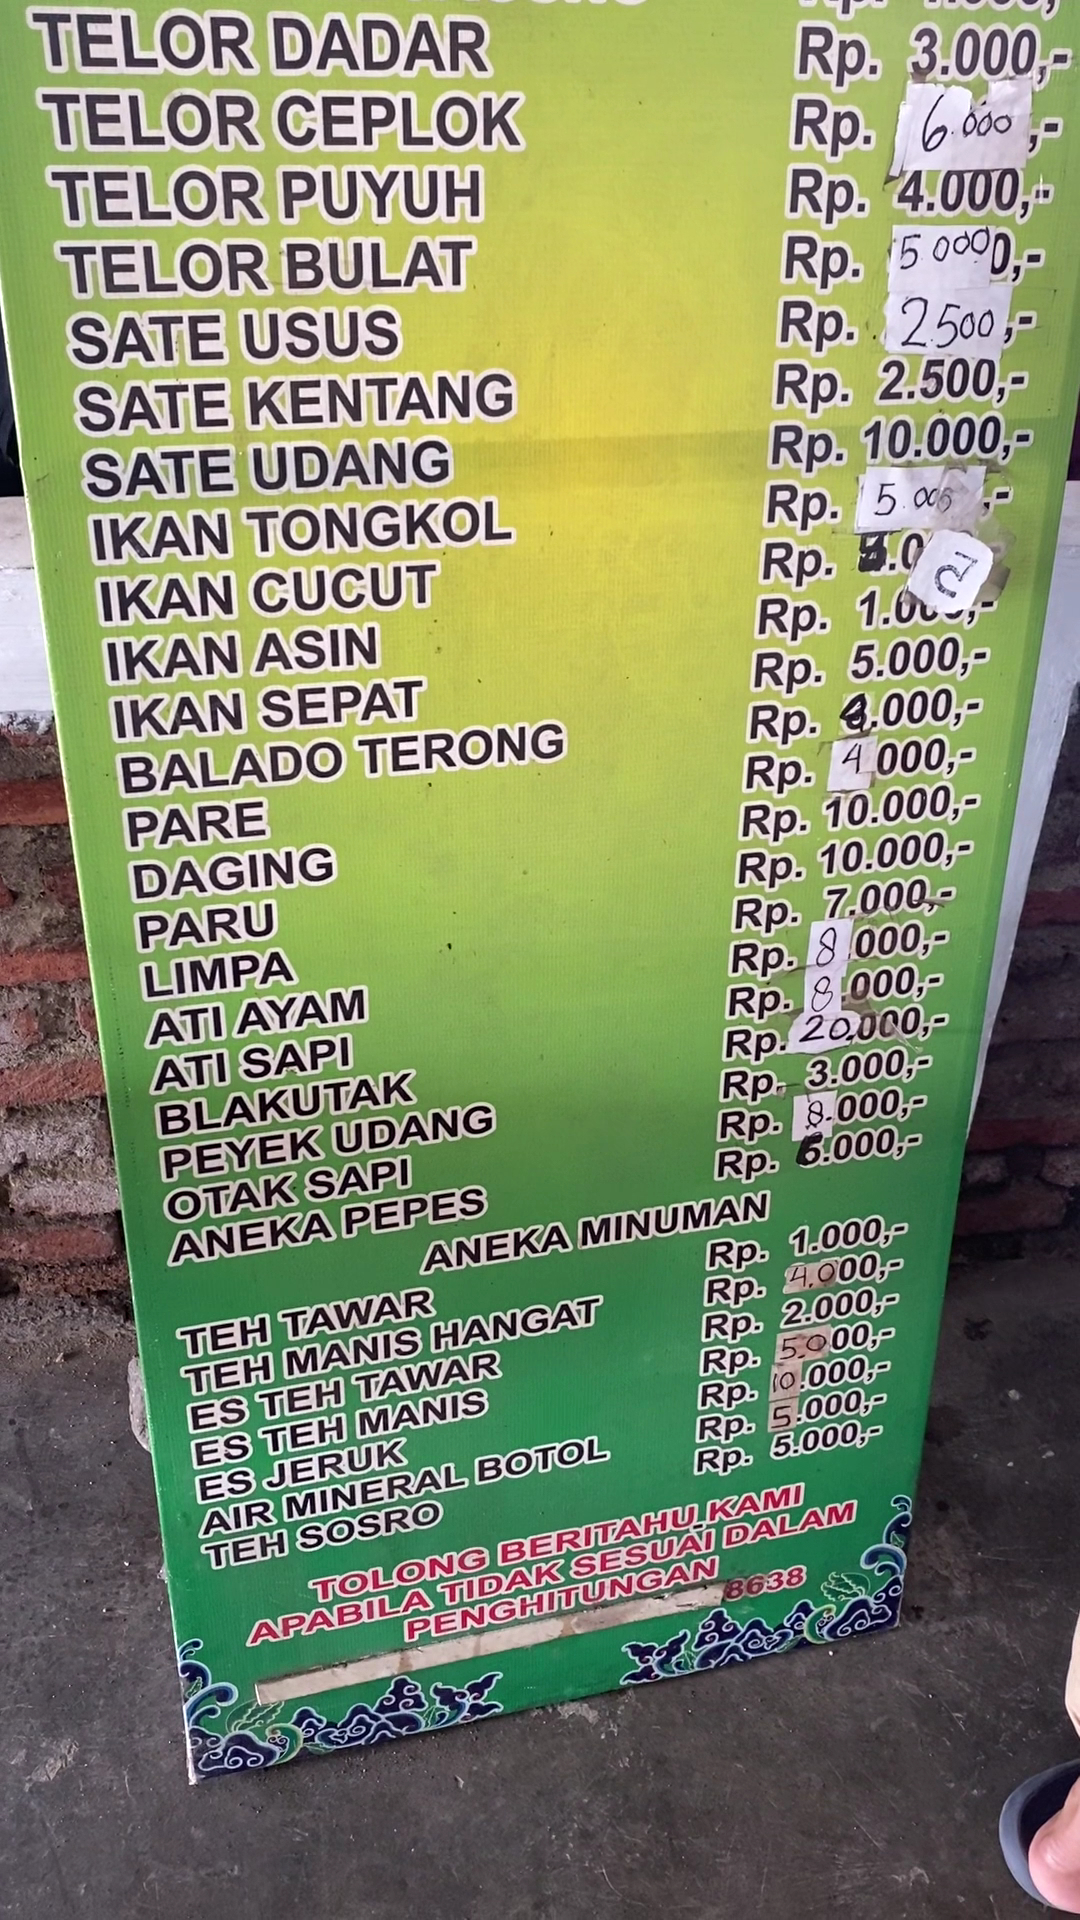 TELOR DADAR Rp. 3.000,-
TELOR CEPLOK Rp. 6.000,-
TELOR PUYUH Rp. 4.000,-
TELOR BULAT Rp. 5.0000,-
SATE USUS Rp. 2.500,-
SATE KENTANG Rp. 2.500,-
SATE UDANG Rp. 10.000,-
IKAN TONGKOL Rp. 5.000,-
IKAN CUCUT Rp.
IKAN ASIN Rp. 1.000,-
IKAN SEPAT Rp. 5.000,-
BALADO TERONG Rp. 4.000,-
PARE Rp. 4.000,-
DAGING Rp. 10.000,-
PARU Rp. 10.000,-
LIMPA Rp. 7.000,-
ATI AYAM Rp. 8.000,-
ATI SAPI Rp. 8.000,-
BLAKUTAK Rp. 20.000,-
PEYEK UDANG Rp. 3.000,-
OTAK SAPI Rp. 8.000,-
ANEKA PEPES Rp. 6.000,-
ANEKA MINUMAN
TEH TAWAR Rp. 1.000,-
TEH MANIS HANGAT Rp. 4.000,-
ES TEH TAWAR Rp. 2.000,-
ES TEH MANIS Rp. 5.000,-
ES JERUK Rp. 10.000,-
AIR MINERAL BOTOL Rp. 5.000,-
TEH SOSRO Rp. 5.000,-
TOLONG BERITAHU KAMI
APABILA TIDAK SESUAI DALAM
PENGHITUNGAN
8638